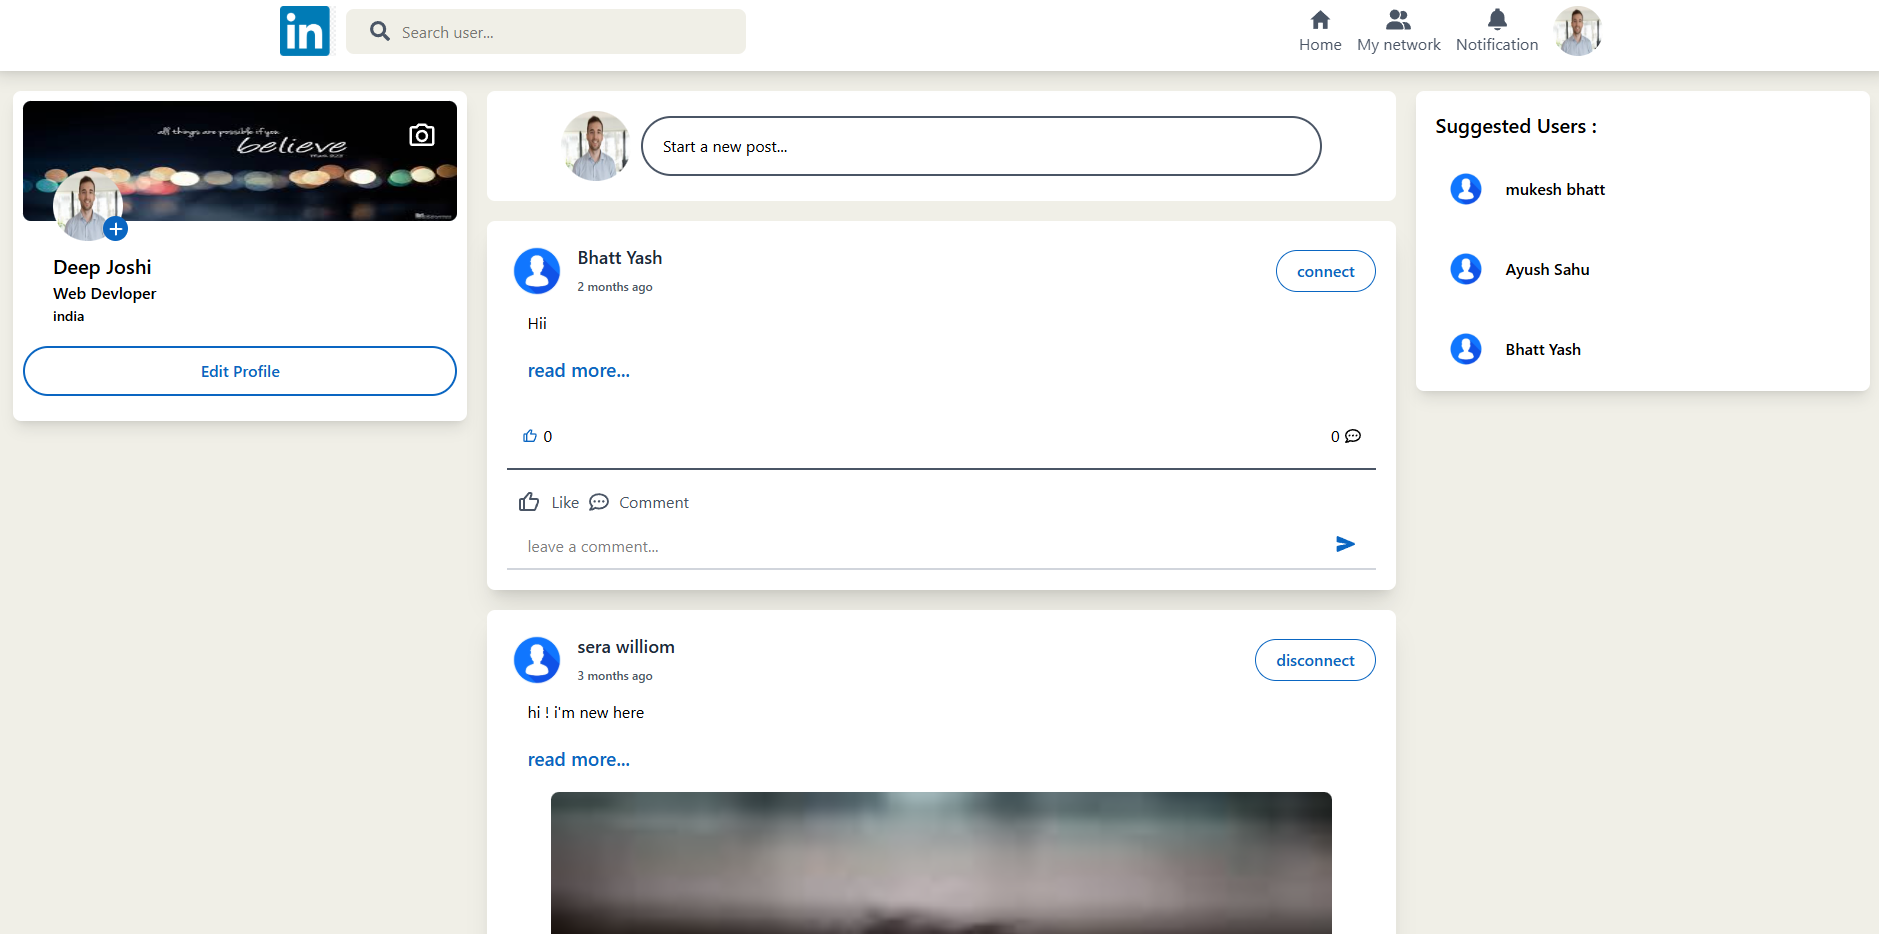 in
Search user...
Home
My network
Notification
all things are possible if you
believe
Deep Joshi
Web Devloper
india
Edit Profile
Start a new post...
Bhatt Yash
2 months ago
connect
Hii
read more...
0
0
Like
Comment
leave a comment...
sera williom
3 months ago
disconnect
hi ! i'm new here
read more...
Suggested Users :
mukesh bhatt
Ayush Sahu
Bhatt Yash